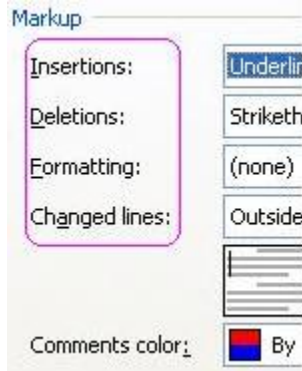 Markup
Insertions: Underlin
Deletions: Striketh
Formatting: (none)
Changed lines: Outside
Comments color: By